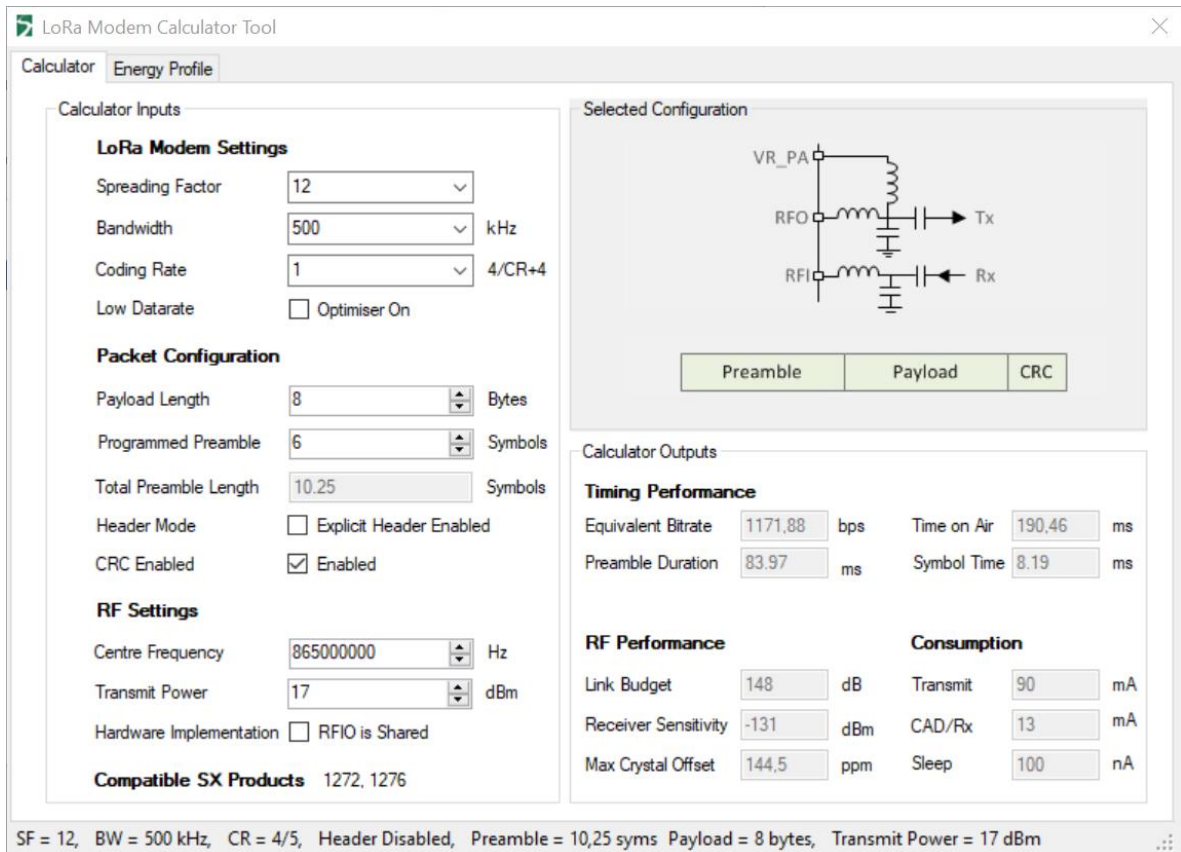 LoRa Modem Calculator Tool
Calculator Energy Profile
Calculator Inputs
LoRa Modem Settings
Spreading Factor 12
Bandwidth 500 kHz
Coding Rate 1 4/CR+4
Low Datarate Optimiser On
Packet Configuration
Payload Length 8 Bytes
Programmed Preamble 6 Symbols
Total Preamble Length 10.25 Symbols
Header Mode Explicit Header Enabled
CRC Enabled Enabled
RF Settings
Centre Frequency 865000000 Hz
Transmit Power 17 dBm
Hardware Implementation RFIO is Shared
Compatible SX Products 1272, 1276
Selected Configuration
VR_PA
RFO Tx
RFI Rx
Preamble Payload CRC
Calculator Outputs
Timing Performance
Equivalent Bitrate 1171,88 bps Time on Air 190,46 ms
Preamble Duration 83.97 ms Symbol Time 8.19 ms
RF Performance Consumption
Link Budget 148 dB Transmit 90 mA
Receiver Sensitivity -131 dBm CAD/Rx 13 mA
Max Crystal Offset 144,5 ppm Sleep 100 nA
SF = 12, BW = 500 kHz, CR = 4/5, Header Disabled, Preamble = 10,25 syms Payload = 8 bytes, Transmit Power = 17 dBm